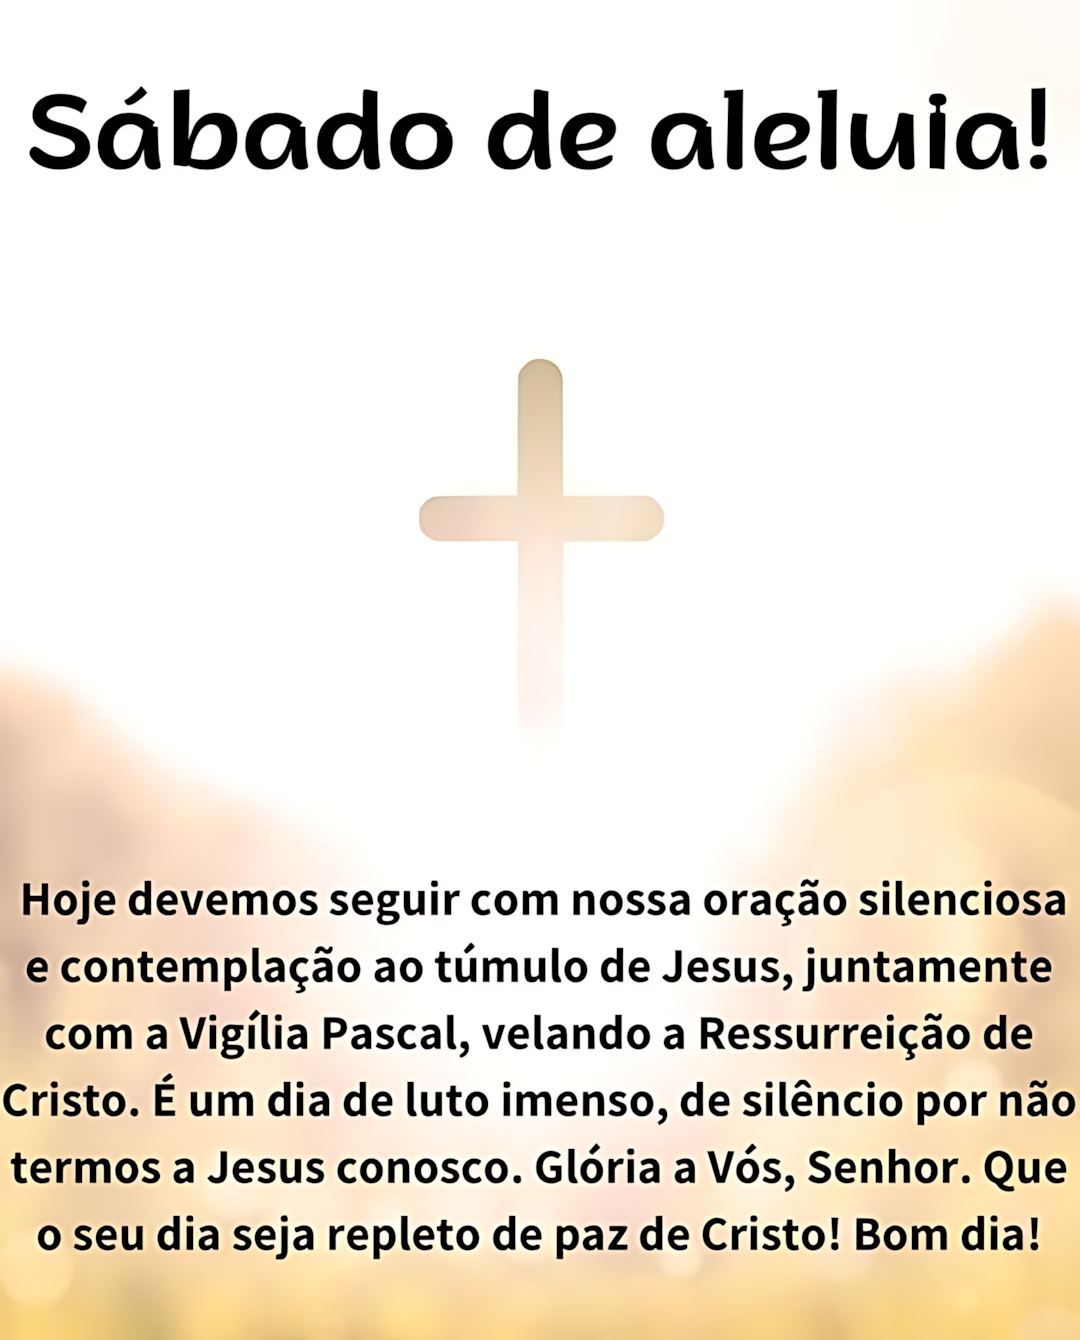 Sábado de aleluia!
Hoje devemos seguir com nossa oração silenciosa
e contemplação ao túmulo de Jesus, juntamente
com a Vigília Pascal, velando a Ressurreição de
Cristo. É um dia de luto imenso, de silêncio por não
termos a Jesus conosco. Glória a Vós, Senhor. Que
o seu dia seja repleto de paz de Cristo! Bom dia!